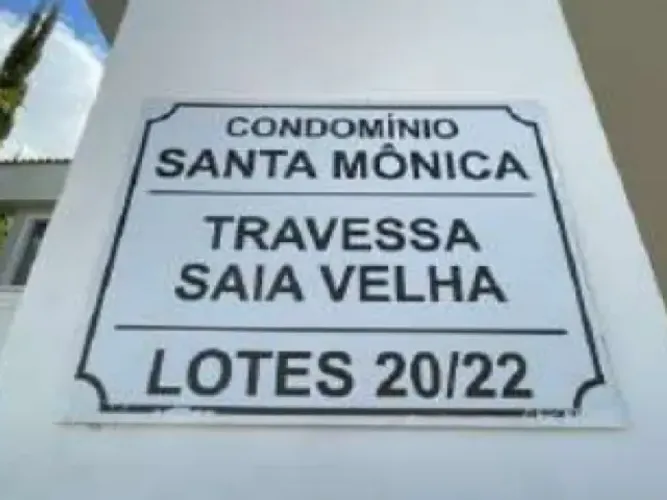 CONDOMÍNIO
SANTA MÔNICA
TRAVESSA
SAIA VELHA
LOTES 20/22